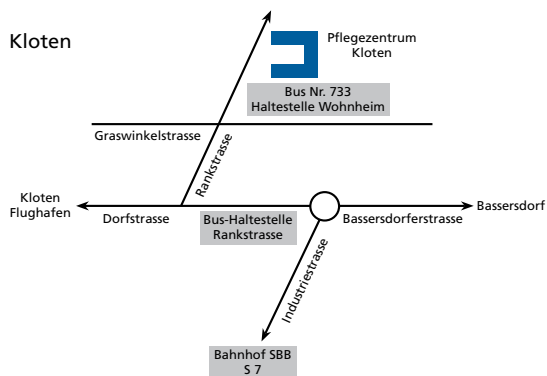 Kloten
Pflegezentrum
Kloten
Bus Nr. 733
Haltestelle Wohnheim
Graswinkelstrasse
Rankstrasse
Kloten
Flughafen
Dorfstrasse
Bus-Haltestelle
Rankstrasse
Bassersdorferstrasse
Bassersdorf
Industriestrasse
Bahnhof SBB
S 7